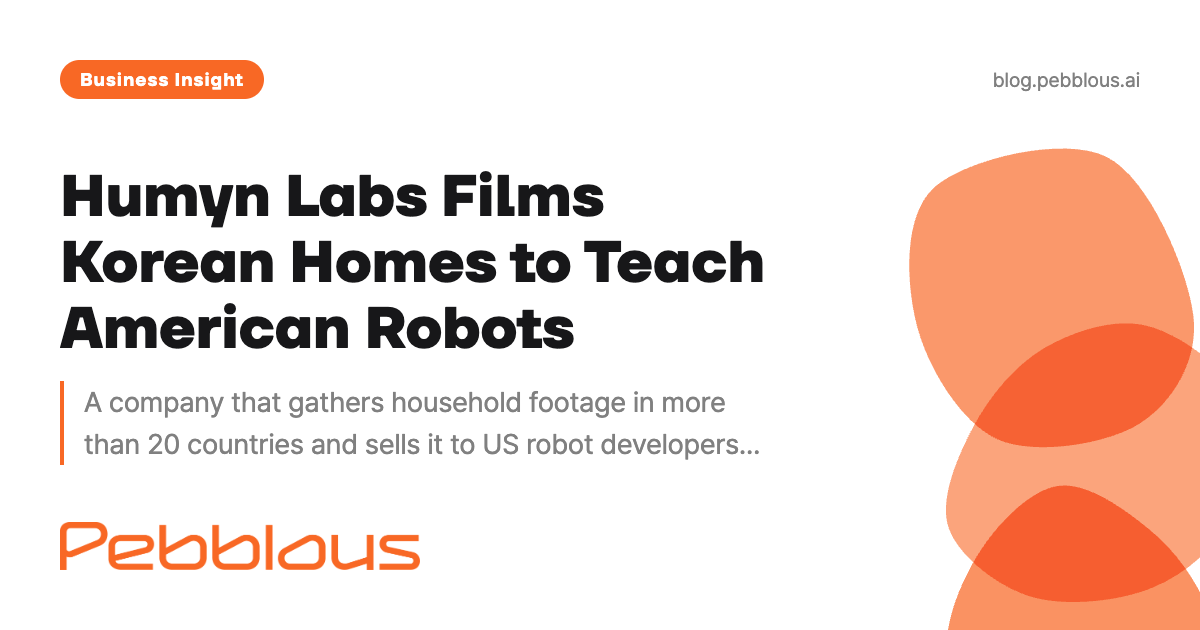 Business Insight
blog.pebblous.ai
Humyn Labs Films
Korean Homes to Teach
American Robots
A company that gathers household footage in more
than 20 countries and sells it to US robot developers...
Pebblous